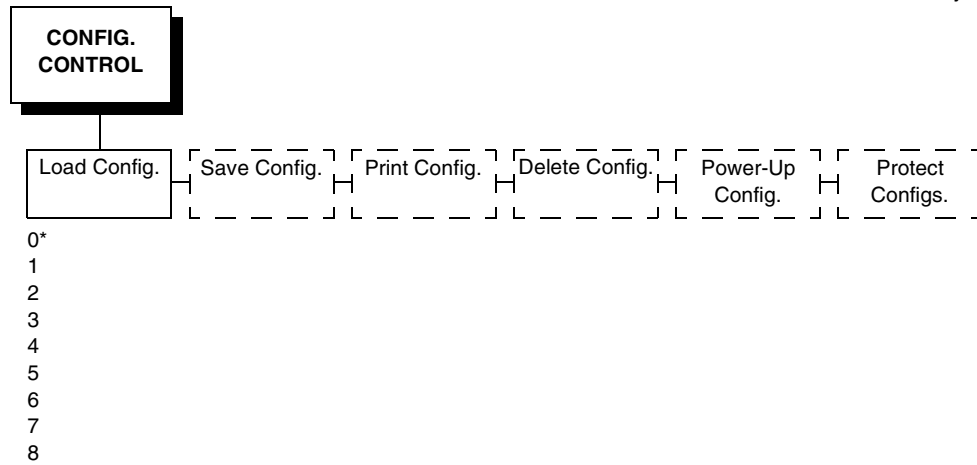 CONFIG.
CONTROL
Load Config.
Save Config.
Print Config.
Delete Config.
Power-Up
Config.
Protect
Configs.
0*
1
2
3
4
5
6
7
8